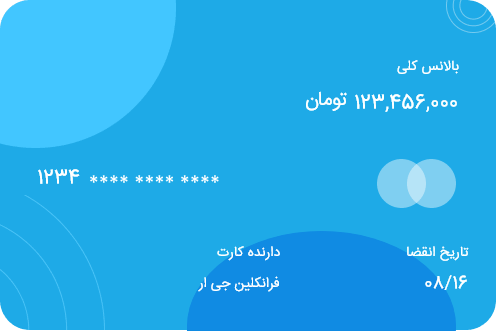 بالانس کلی
۱۲۳,۴۵۶,۰۰۰ تومان
۱۲۳۴ **** **** ****
دارنده کارت
تاریخ انقضا
فرانکلین جی ار
۰۸/۱۶